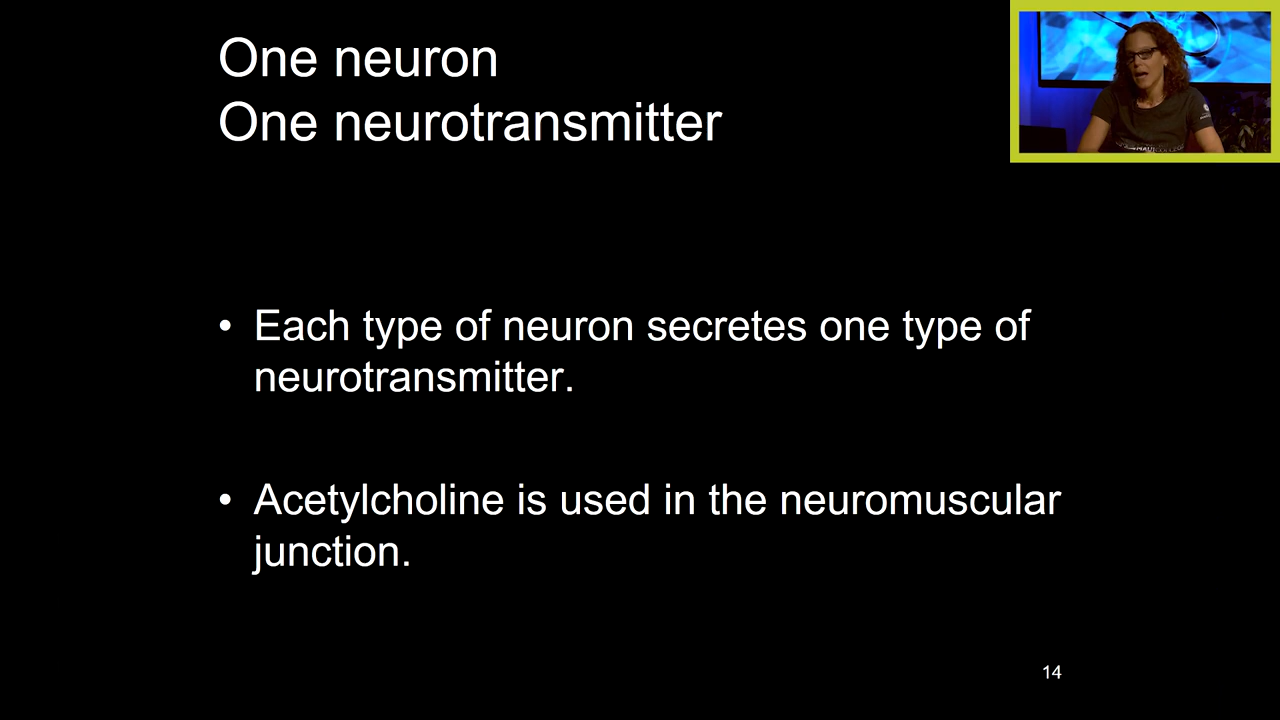 One neuron
One neurotransmitter
• Each type of neuron secretes one type of
neurotransmitter.
• Acetylcholine is used in the neuromuscular
junction.
14